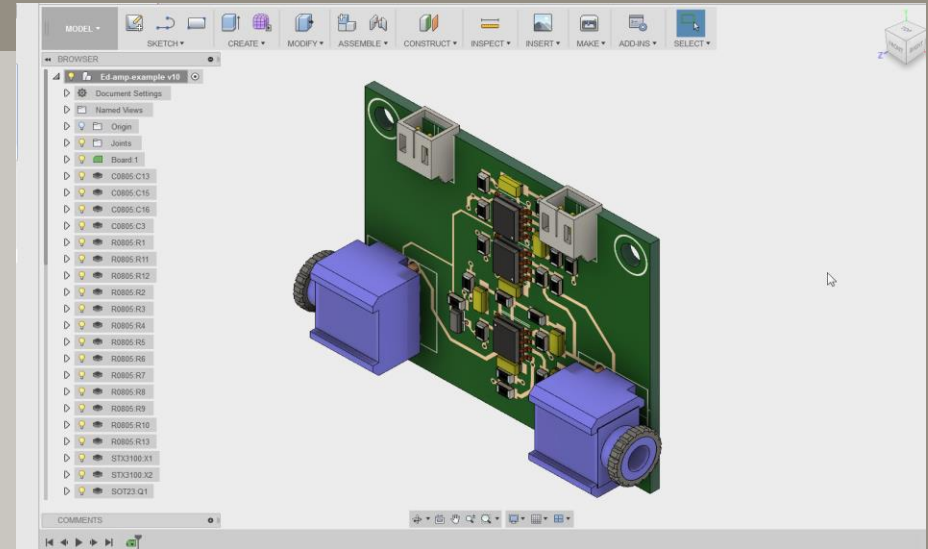 MODEL
SKETCH
CREATE
MODIFY
ASSEMBLE
CONSTRUCT
INSPECT
INSERT
MAKE
ADD-INS
SELECT
TOP
FRONT
RIGHT
Z
BROWSER
Ed-amp-example v10
Document Settings
Named Views
Origin
Joints
Board:1
C0805:C13
C0805:C15
C0805:C16
C0805:C3
R0805:R1
R0805:R11
R0805:R12
R0805:R2
R0805:R3
R0805:R4
R0805:R5
R0805:R6
R0805:R7
R0805:R8
R0805:R9
R0805:R10
R0805:R13
STX3100:X1
STX3100:X2
SOT23:Q1
COMMENTS